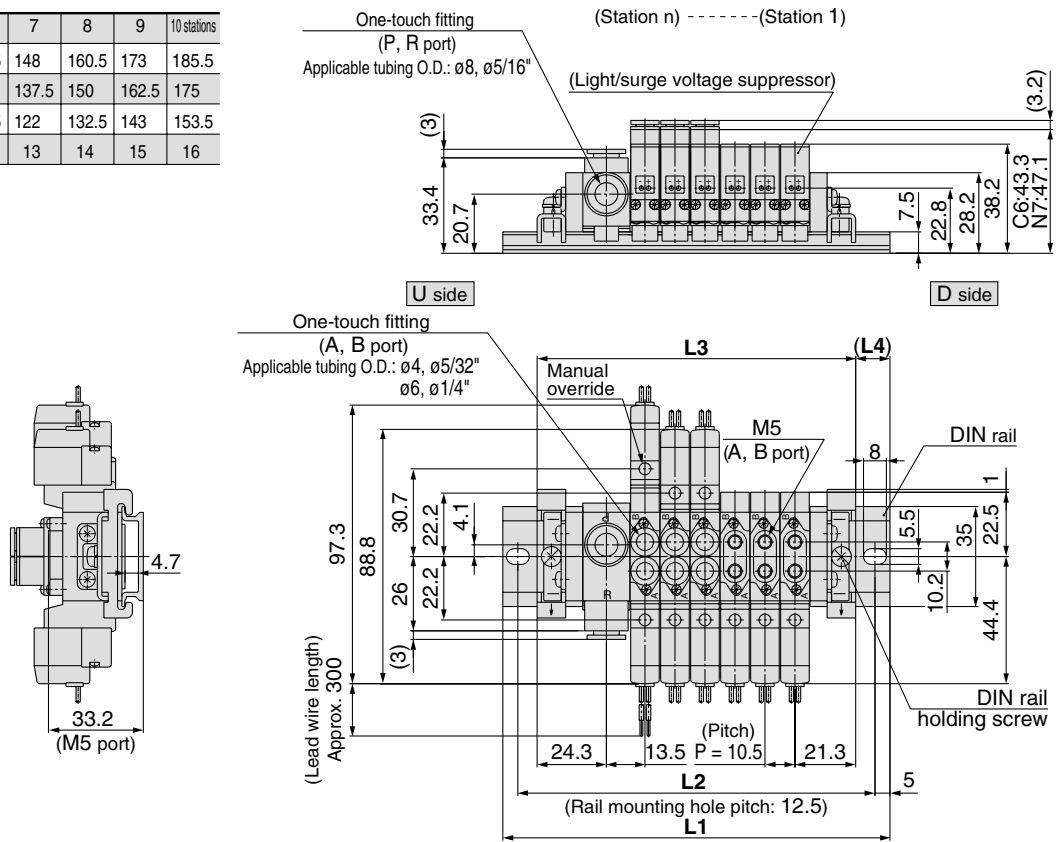 7 8 9 10 stations
148 160.5 173 185.5
137.5 150 162.5 175
122 132.5 143 153.5
13 14 15 16
One-touch fitting
(P, R port)
Applicable tubing O.D.: ø8, ø5/16"
(Station n) - - - - - - - (Station 1)
(Light/surge voltage suppressor)
(3)
33.4
20.7
(3.2)
7.5
22.8
28.2
38.2
C6:43.3
N7:47.1
U side
D side
One-touch fitting
(A, B port)
Applicable tubing O.D.: ø4, ø5/32"
ø6, ø1/4"
Manual
override
L3
(L4)
M5
(A, B port)
DIN rail
8
1
97.3
88.8
30.7
22.2
4.1
26
22.2
(3)
5.5
35
22.5
10.2
44.4
B B B B B B
P
R
A A A A A A
(Lead wire length)
Approx. 300
DIN rail
holding screw
24.3
13.5
(Pitch)
P = 10.5
21.3
L2
5
(Rail mounting hole pitch: 12.5)
L1
4.7
33.2
(M5 port)